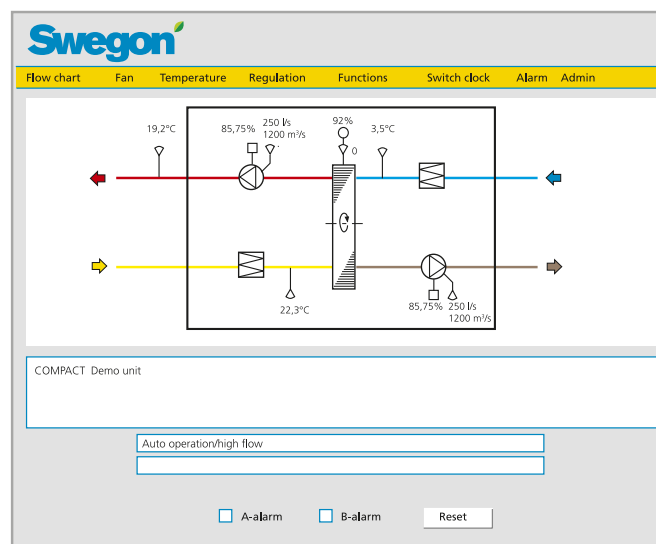 Swegon
Flow chart Fan Temperature Regulation Functions Switch clock Alarm Admin
19,2°C
85,75%
250 l/s
1200 m³/s
92%
0
3,5°C
22,3°C
85,75%
250 l/s
1200 m³/s
COMPACT Demo unit
Auto operation/high flow
A-alarm B-alarm Reset